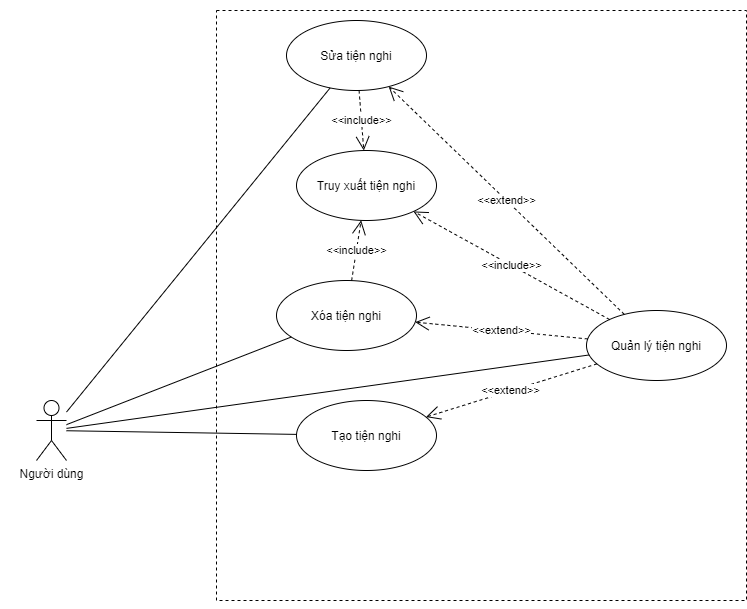 Sửa tiện nghi
<<include>>
Truy xuất tiện nghi
<<extend>>
<<include>>
<<include>>
Xóa tiện nghi
<<extend>>
Quản lý tiện nghi
<<extend>>
Tạo tiện nghi
Người dùng